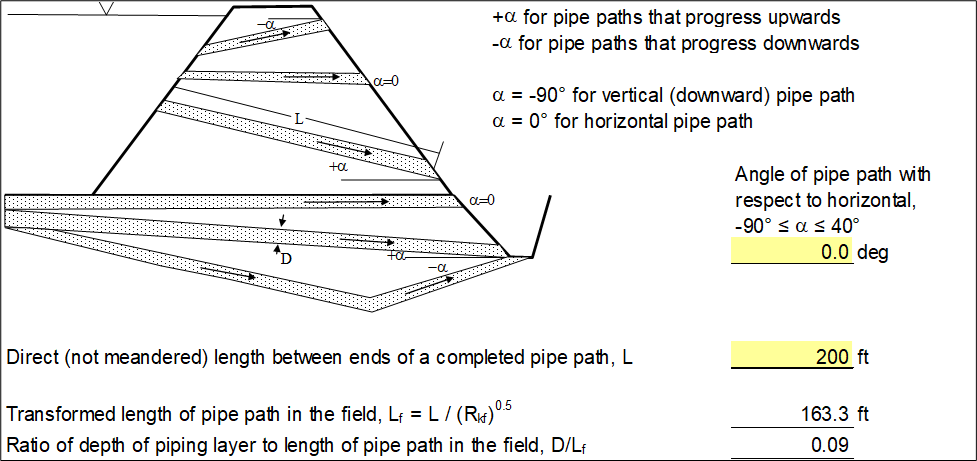 −α
+α for pipe paths that progress upwards
-α for pipe paths that progress downwards
α=0
α = -90° for vertical (downward) pipe path
α = 0° for horizontal pipe path
L
+α
Angle of pipe path with
respect to horizontal,
-90° ≤ α ≤ 40°
α=0
0.0 deg
D
+α
−α
Direct (not meandered) length between ends of a completed pipe path, L 200 ft
Transformed length of pipe path in the field, Lf = L / (Rkf)^0.5 163.3 ft
Ratio of depth of piping layer to length of pipe path in the field, D/Lf 0.09